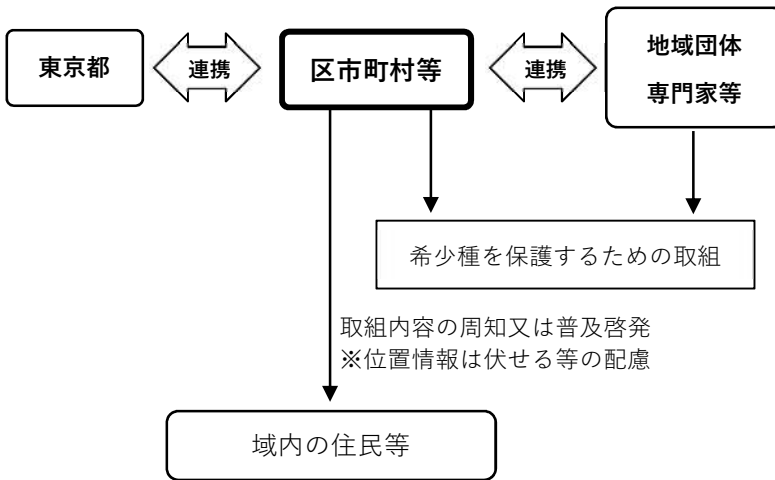 東京都
連携
区市町村等
連携
地域団体
専門家等
希少種を保護するための取組
取組内容の周知又は普及啓発
※位置情報は伏せる等の配慮
域内の住民等